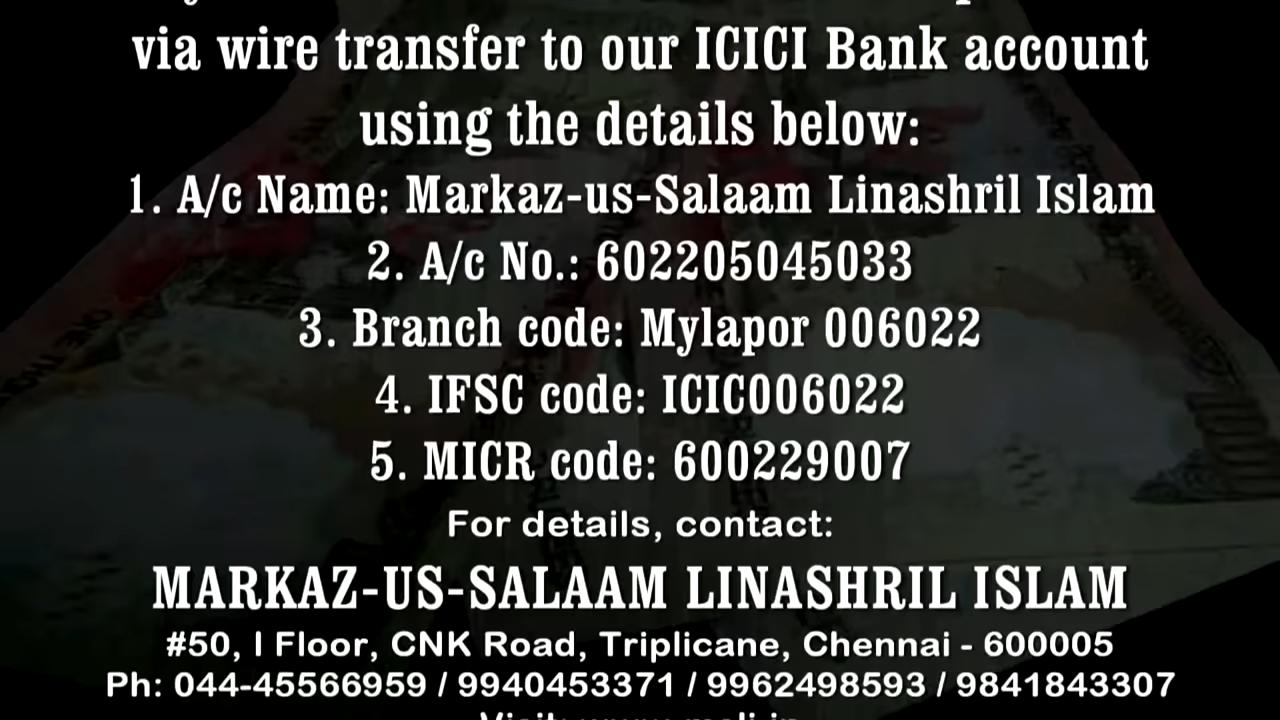 via wire transfer to our ICICI Bank account
using the details below:
1. A/c Name: Markaz-us-Salaam Linashril Islam
2. A/c No.: 602205045033
3. Branch code: Mylapor 006022
4. IFSC code: ICIC006022
5. MICR code: 600229007
For details, contact:
MARKAZ-US-SALAAM LINASHRIL ISLAM
#50, I Floor, CNK Road, Triplicane, Chennai - 600005
Ph: 044-45566959 / 9940453371 / 9962498593 / 9841843307